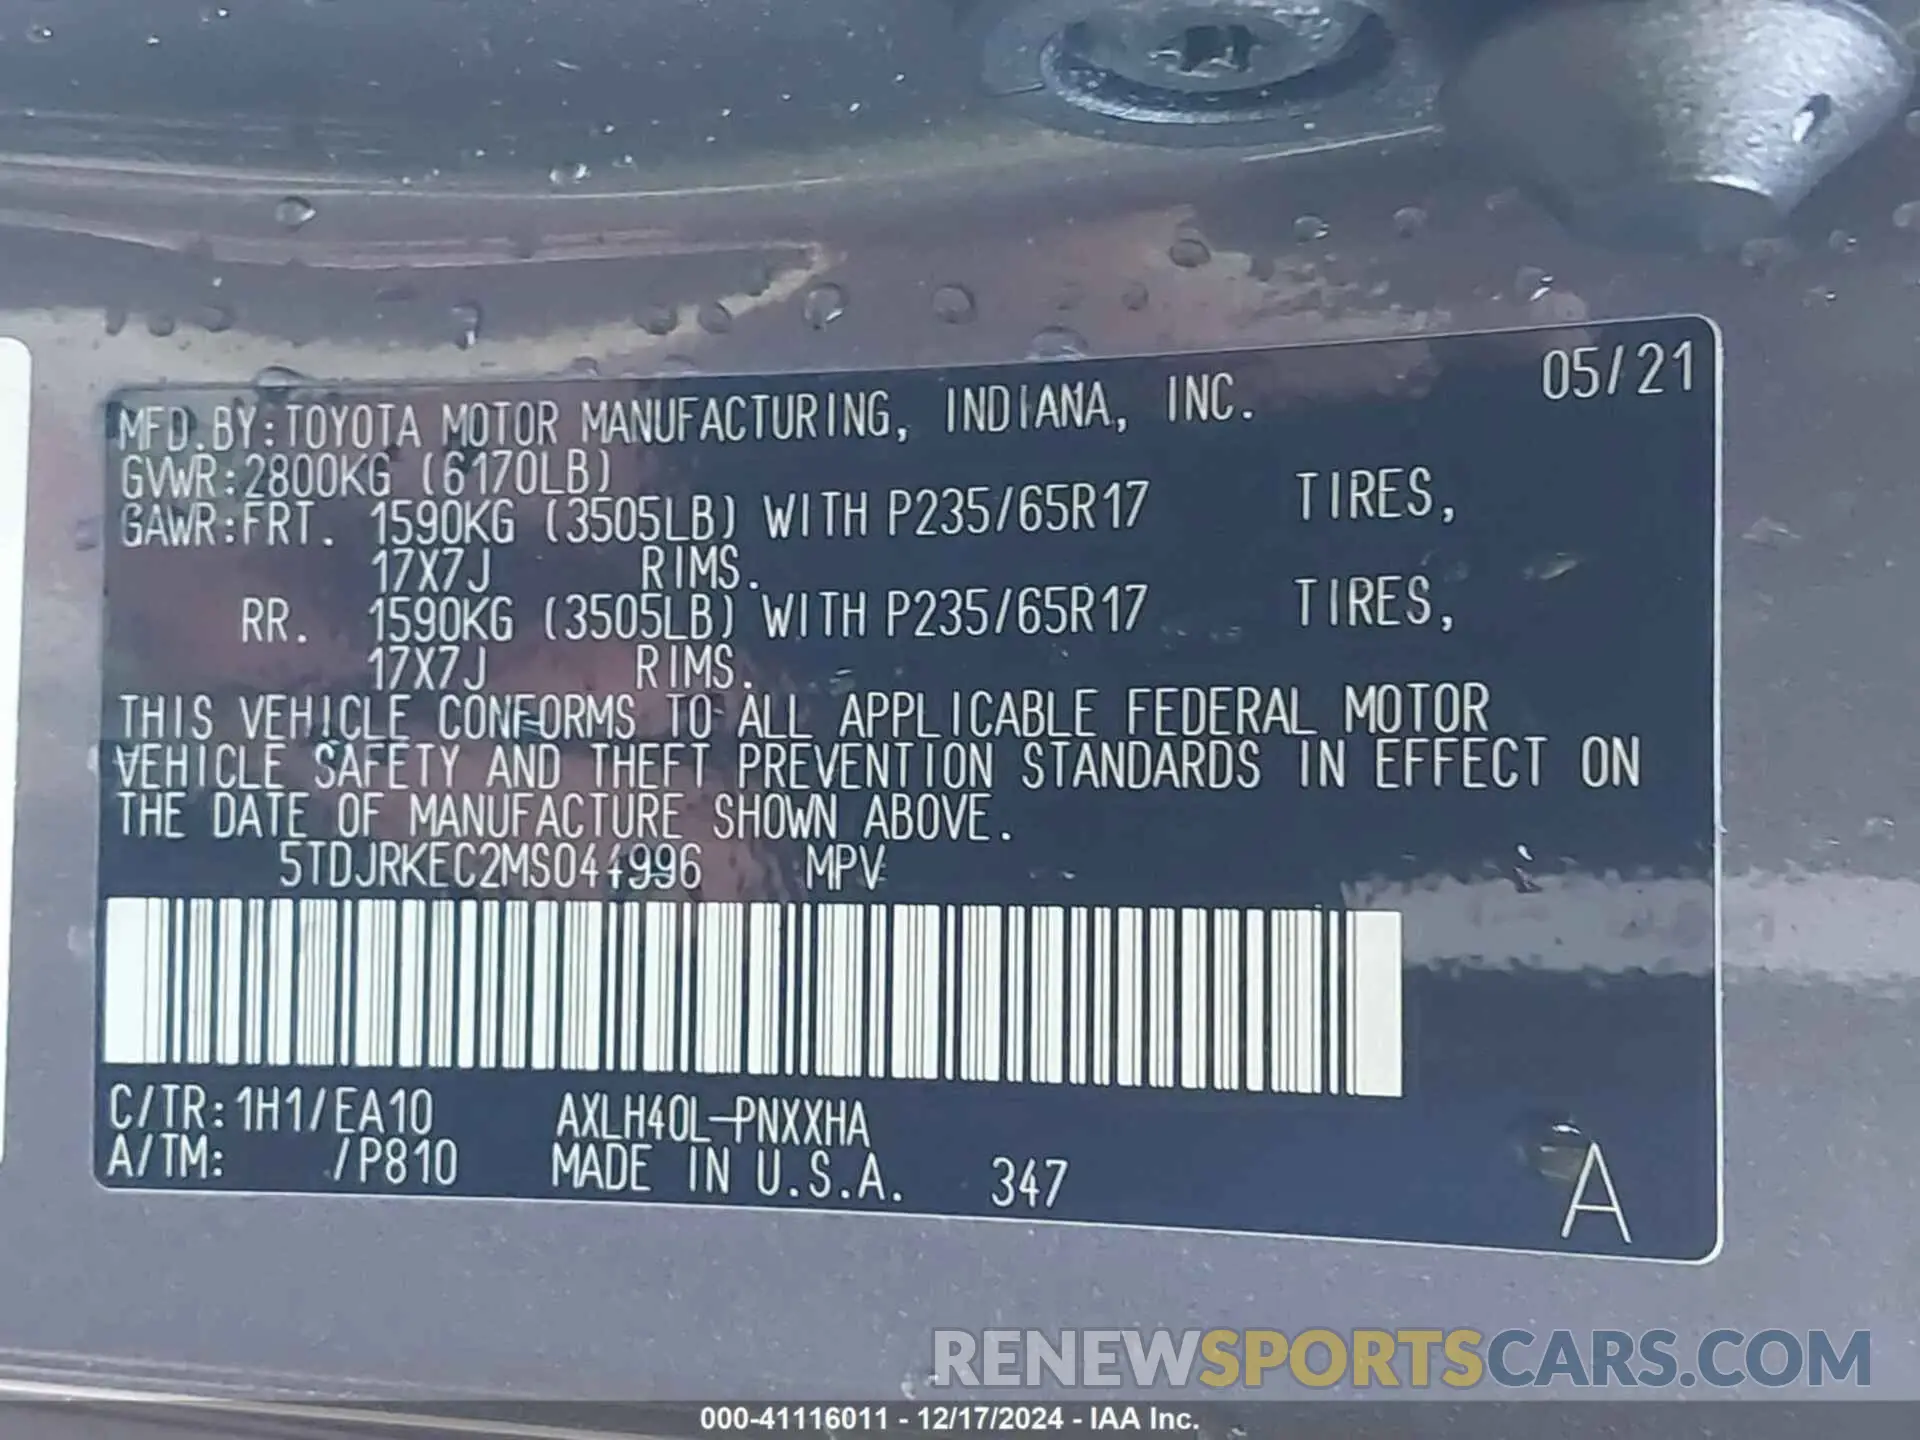 05/21
MFD.BY:TOYOTA MOTOR MANUFACTURING, INDIANA, INC.
GVWR:2800KG (6170LB)
GAWR:FRT. 1590KG (3505LB) WITH P235/65R17 TIRES,
17X7J RIMS.
RR. 1590KG (3505LB) WITH P235/65R17 TIRES,
17X7J RIMS.
THIS VEHICLE CONFORMS TO ALL APPLICABLE FEDERAL MOTOR
VEHICLE SAFETY AND THEFT PREVENTION STANDARDS IN EFFECT ON
THE DATE OF MANUFACTURE SHOWN ABOVE.
5TDJRKEC2MS044996 MPV
C/TR:1H1/EA10 AXLH40L-PNXXHA
A/TM: /P810 MADE IN U.S.A. 347
A
RENEWSPORTSCARS.COM
000-41116011 - 12/17/2024 - IAA Inc.